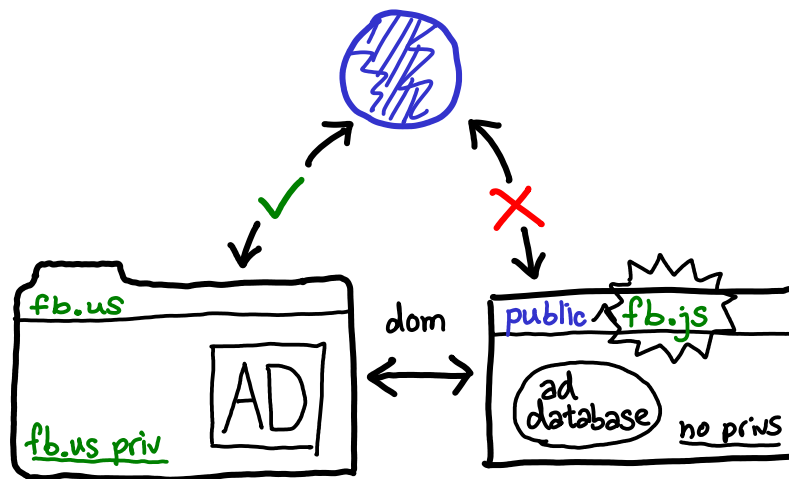 fb.us
AD
fb.us priv
dom
public ∧ fb.js
ad
database
no privs